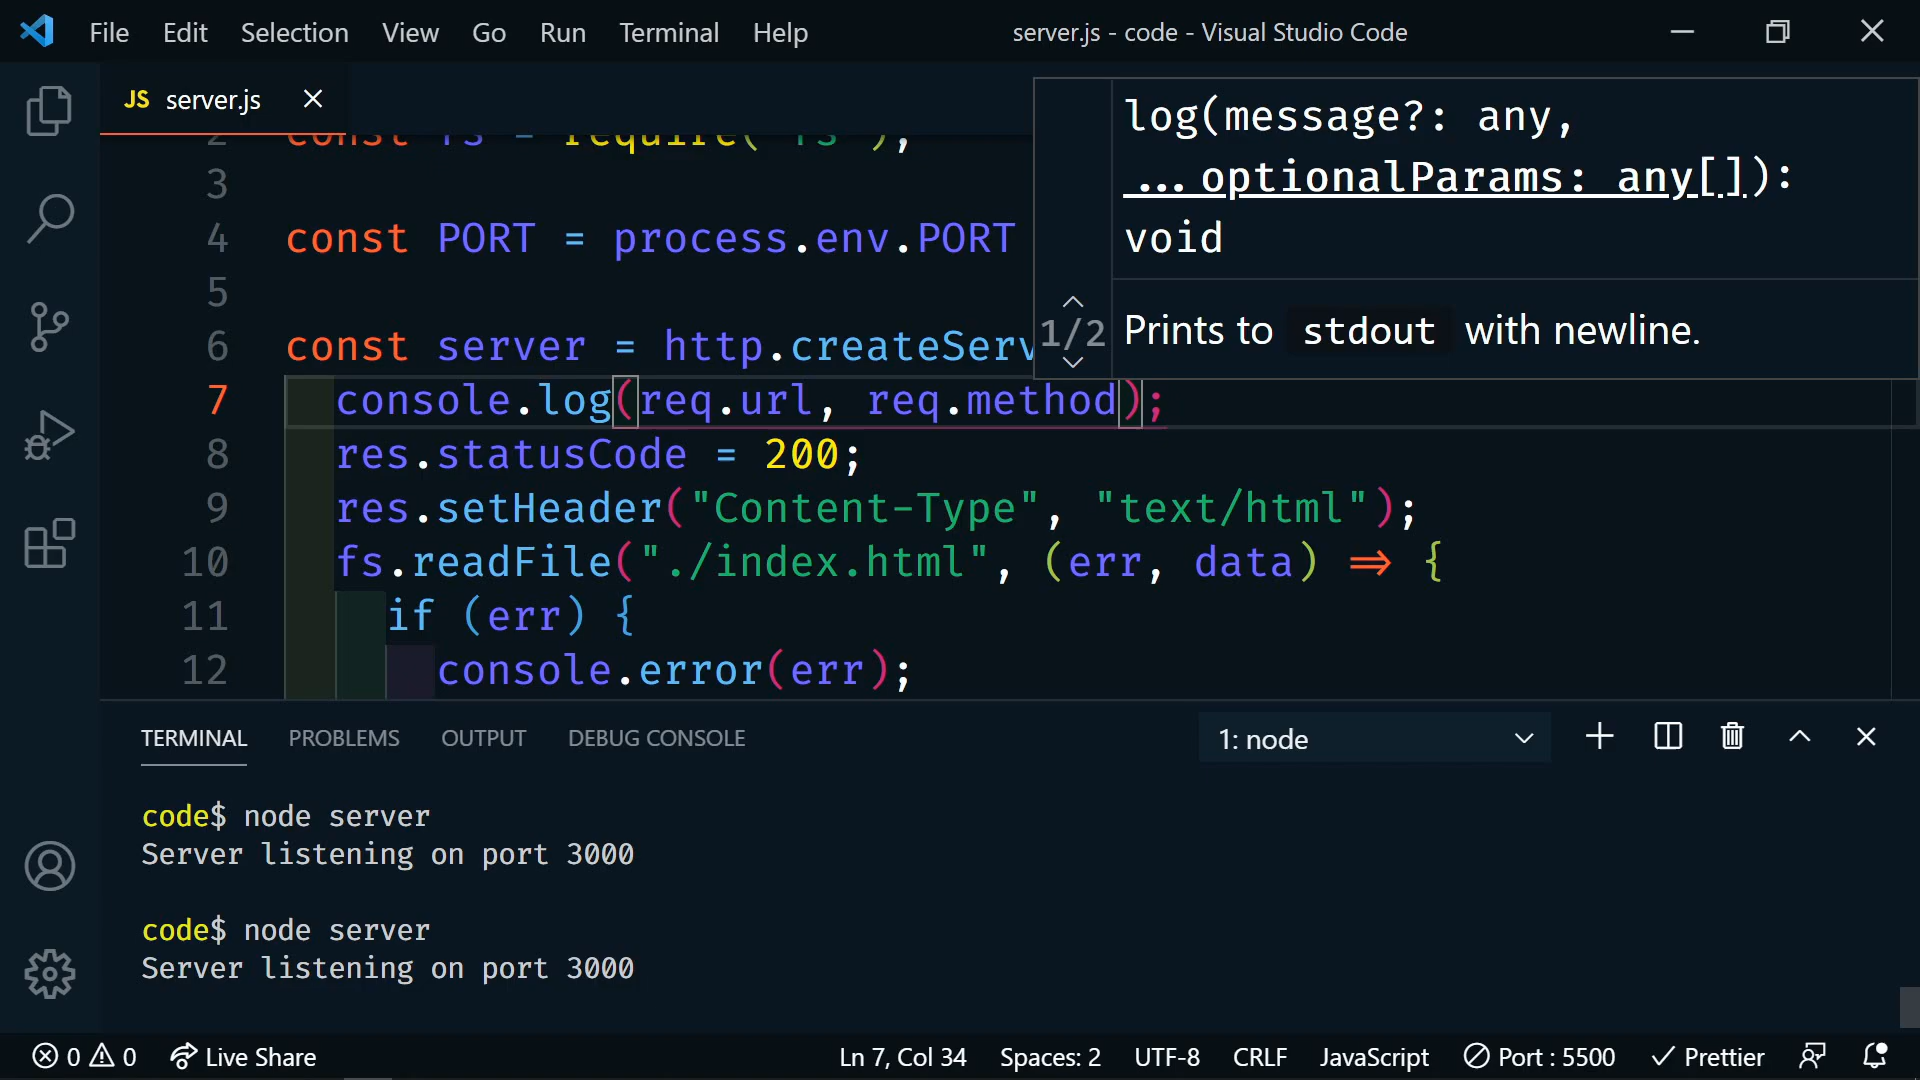 File Edit Selection View Go Run Terminal Help server.js - code - Visual Studio Code
JS server.js
2 const fs = require("fs");
3
4 const PORT = process.env.PORT
5
6 const server = http.createServ
7 console.log(req.url, req.method);
8 res.statusCode = 200;
9 res.setHeader("Content-Type", "text/html");
10 fs.readFile("./index.html", (err, data) => {
11 if (err) {
12 console.error(err);
log(message?: any,
...optionalParams: any[]):
void
1/2 Prints to stdout with newline.
TERMINAL PROBLEMS OUTPUT DEBUG CONSOLE 1: node
code$ node server
Server listening on port 3000
code$ node server
Server listening on port 3000
0 0 Live Share Ln 7, Col 34 Spaces: 2 UTF-8 CRLF JavaScript Port : 5500 Prettier